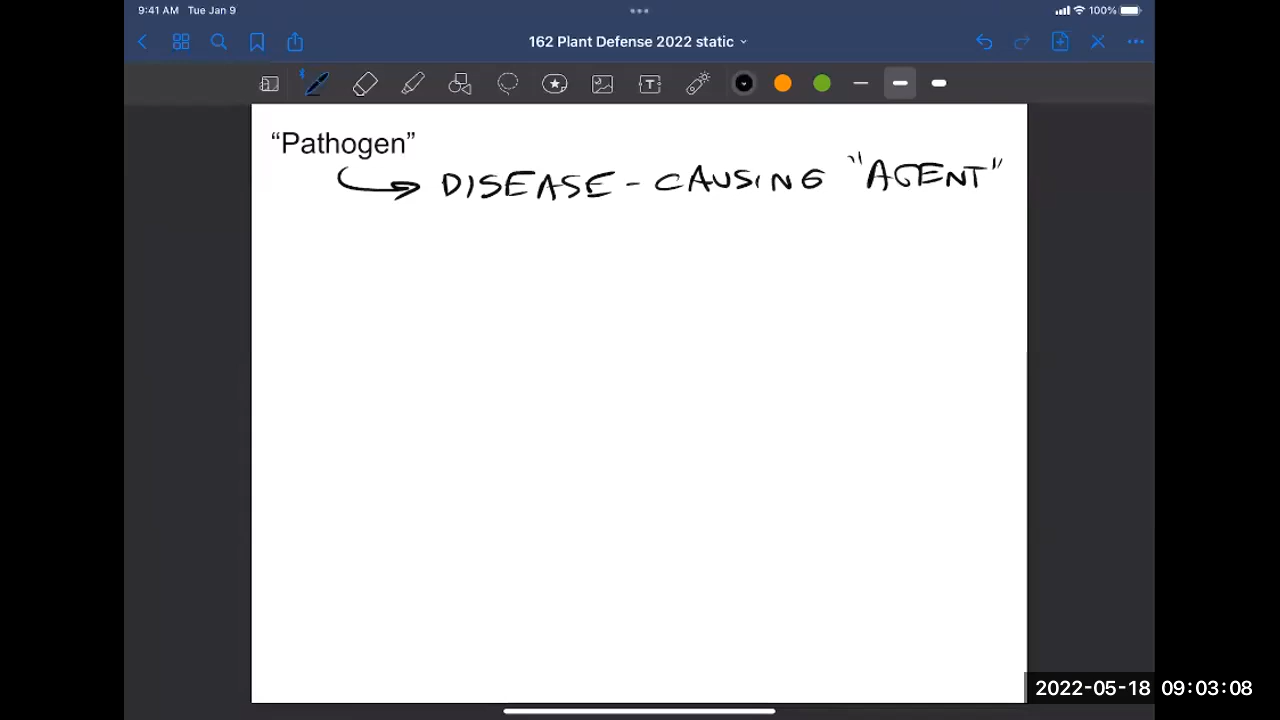 9:41 AM Tue Jan 9
100%
162 Plant Defense 2022 static
“Pathogen”
DISEASE - CAUSING "AGENT"
2022-05-18 09:03:08